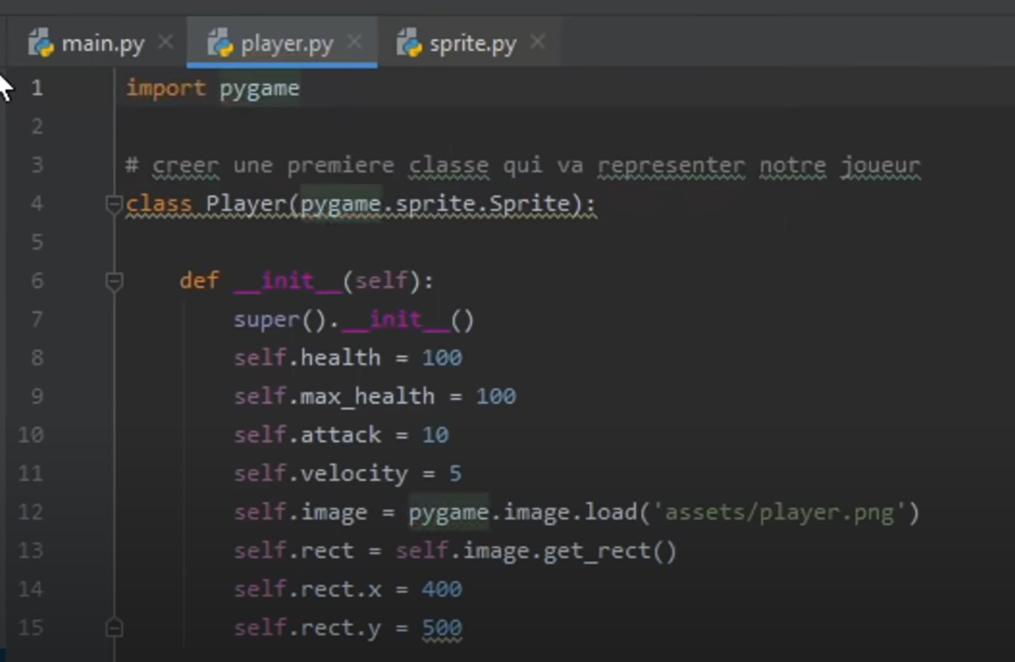 main.py player.py sprite.py
1 import pygame
2
3 # creer une premiere classe qui va representer notre joueur
4 class Player(pygame.sprite.Sprite):
5
6     def __init__(self):
7         super().__init__()
8         self.health = 100
9         self.max_health = 100
10         self.attack = 10
11         self.velocity = 5
12         self.image = pygame.image.load('assets/player.png')
13         self.rect = self.image.get_rect()
14         self.rect.x = 400
15         self.rect.y = 500